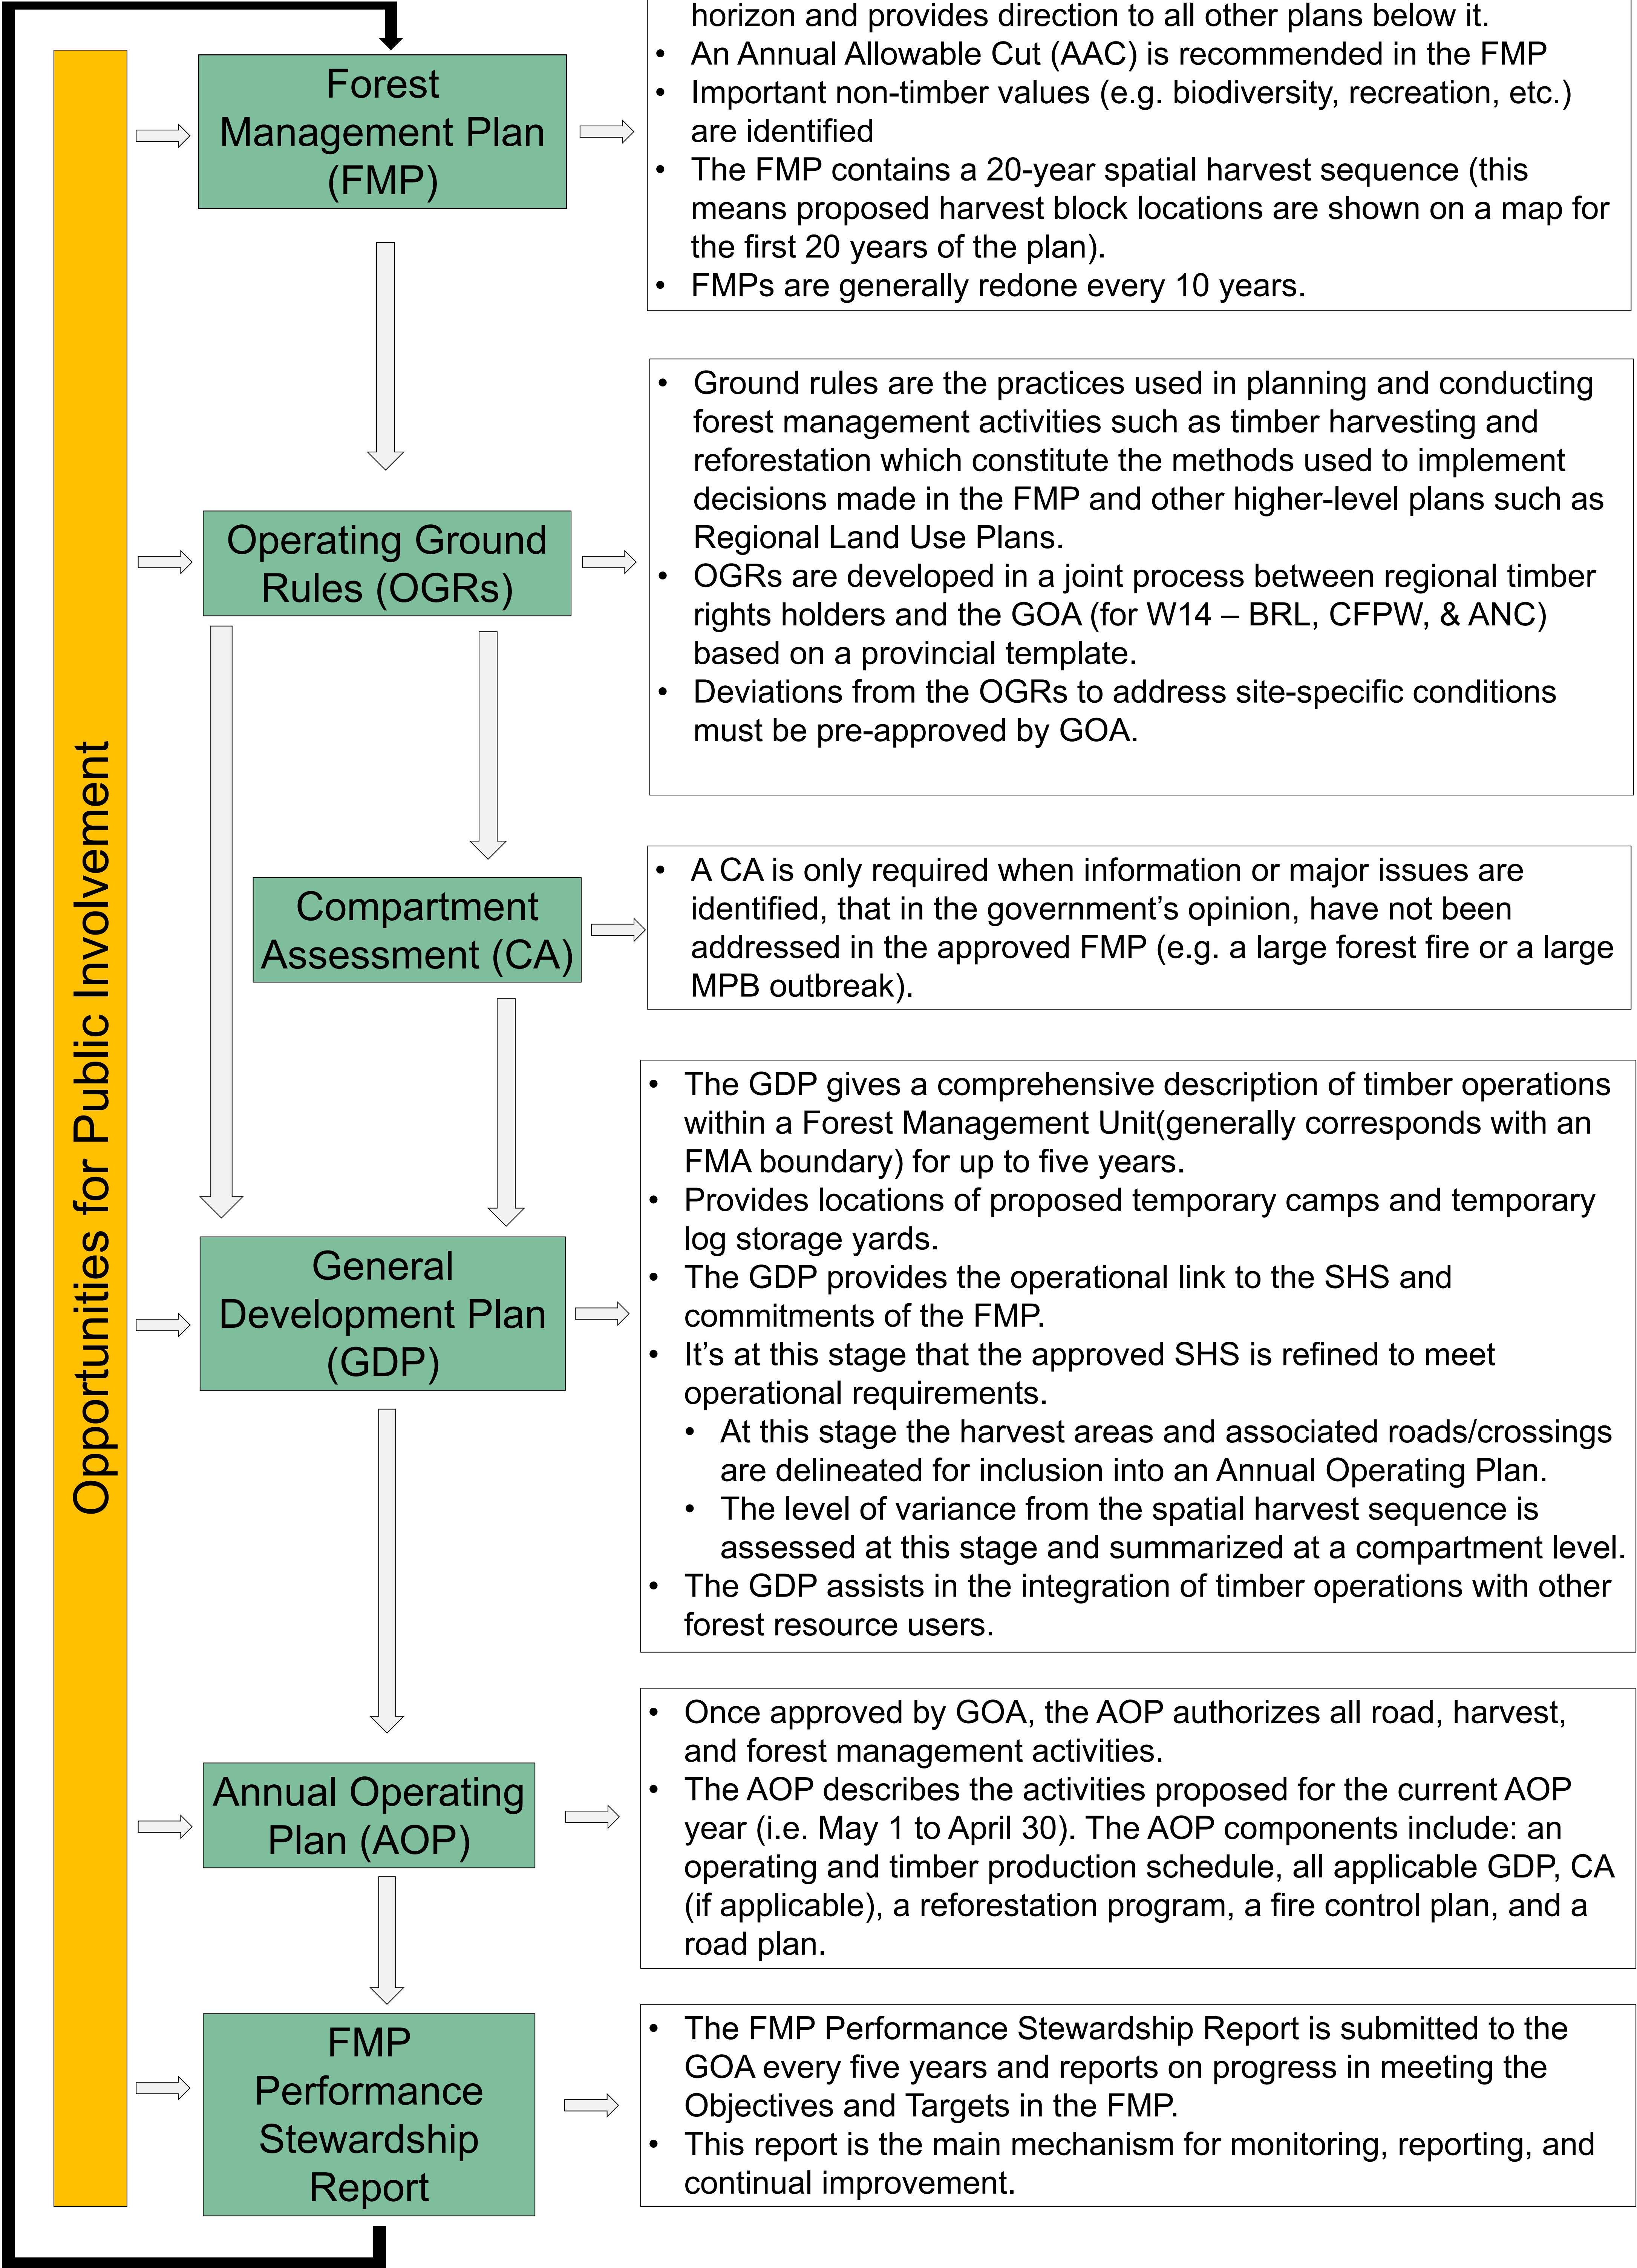 Opportunities for Public Involvement
Forest
Management Plan
(FMP)
horizon and provides direction to all other plans below it.
• An Annual Allowable Cut (AAC) is recommended in the FMP
• Important non-timber values (e.g. biodiversity, recreation, etc.)
are identified
• The FMP contains a 20-year spatial harvest sequence (this
means proposed harvest block locations are shown on a map for
the first 20 years of the plan).
• FMPs are generally redone every 10 years.
Operating Ground
Rules (OGRs)
• Ground rules are the practices used in planning and conducting
forest management activities such as timber harvesting and
reforestation which constitute the methods used to implement
decisions made in the FMP and other higher-level plans such as
Regional Land Use Plans.
• OGRs are developed in a joint process between regional timber
rights holders and the GOA (for W14 – BRL, CFPW, & ANC)
based on a provincial template.
• Deviations from the OGRs to address site-specific conditions
must be pre-approved by GOA.
Compartment
Assessment (CA)
• A CA is only required when information or major issues are
identified, that in the government's opinion, have not been
addressed in the approved FMP (e.g. a large forest fire or a large
MPB outbreak).
General
Development Plan
(GDP)
• The GDP gives a comprehensive description of timber operations
within a Forest Management Unit(generally corresponds with an
FMA boundary) for up to five years.
• Provides locations of proposed temporary camps and temporary
log storage yards.
• The GDP provides the operational link to the SHS and
commitments of the FMP.
• It's at this stage that the approved SHS is refined to meet
operational requirements.
• At this stage the harvest areas and associated roads/crossings
are delineated for inclusion into an Annual Operating Plan.
• The level of variance from the spatial harvest sequence is
assessed at this stage and summarized at a compartment level.
• The GDP assists in the integration of timber operations with other
forest resource users.
Annual Operating
Plan (AOP)
• Once approved by GOA, the AOP authorizes all road, harvest,
and forest management activities.
• The AOP describes the activities proposed for the current AOP
year (i.e. May 1 to April 30). The AOP components include: an
operating and timber production schedule, all applicable GDP, CA
(if applicable), a reforestation program, a fire control plan, and a
road plan.
FMP
Performance
Stewardship
Report
• The FMP Performance Stewardship Report is submitted to the
GOA every five years and reports on progress in meeting the
Objectives and Targets in the FMP.
• This report is the main mechanism for monitoring, reporting, and
continual improvement.